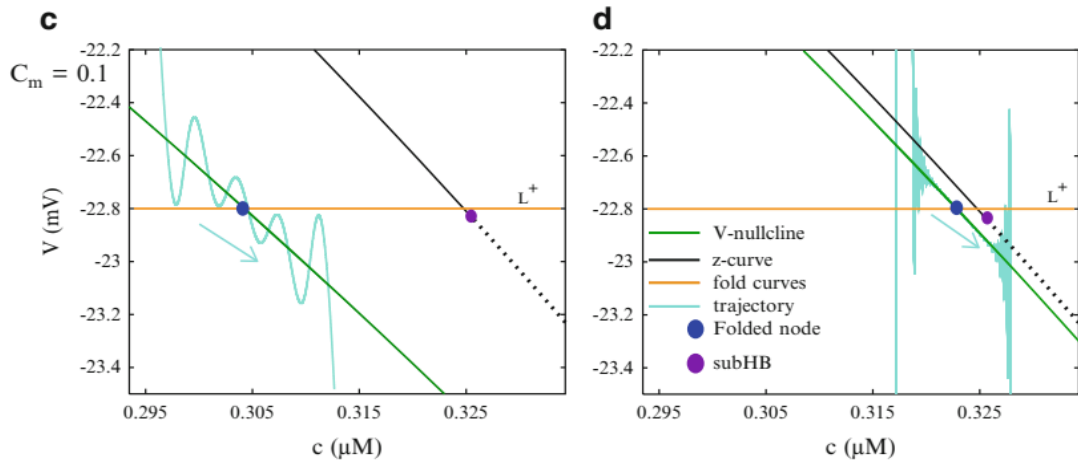 c
d
C_m = 0.1
-22.2
-22.4
-22.6
-22.8
-23
-23.2
-23.4
V (mV)
L⁺
0.295
0.305
0.315
0.325
c (μM)
-22.2
-22.4
-22.6
-22.8
-23
-23.2
-23.4
L⁺
V-nullcline
z-curve
fold curves
trajectory
Folded node
subHB
0.295
0.305
0.315
0.325
c (μM)